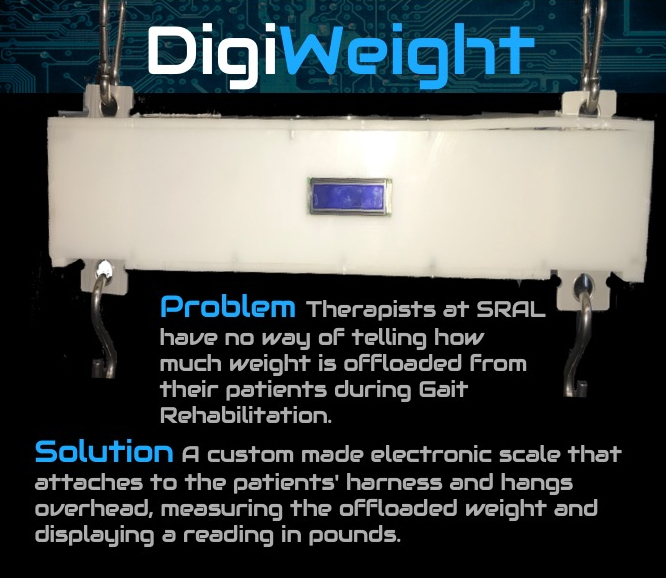 DigiWeight
Problem Therapists at SRAL
have no way of telling how
much weight is offloaded from
their patients during Gait
Rehabilitation.
Solution A custom made electronic scale that
attaches to the patients' harness and hangs
overhead, measuring the offloaded weight and
displaying a reading in pounds.